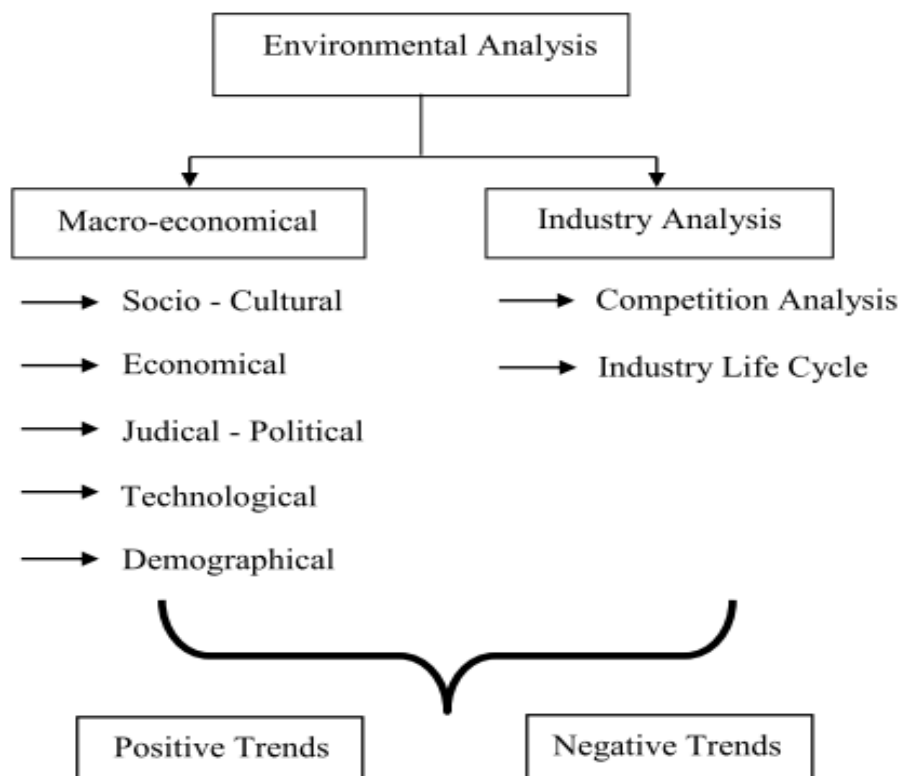 Environmental Analysis
Macro-economical
Socio - Cultural
Economical
Judical - Political
Technological
Demographical
Industry Analysis
Competition Analysis
Industry Life Cycle
Positive Trends
Negative Trends